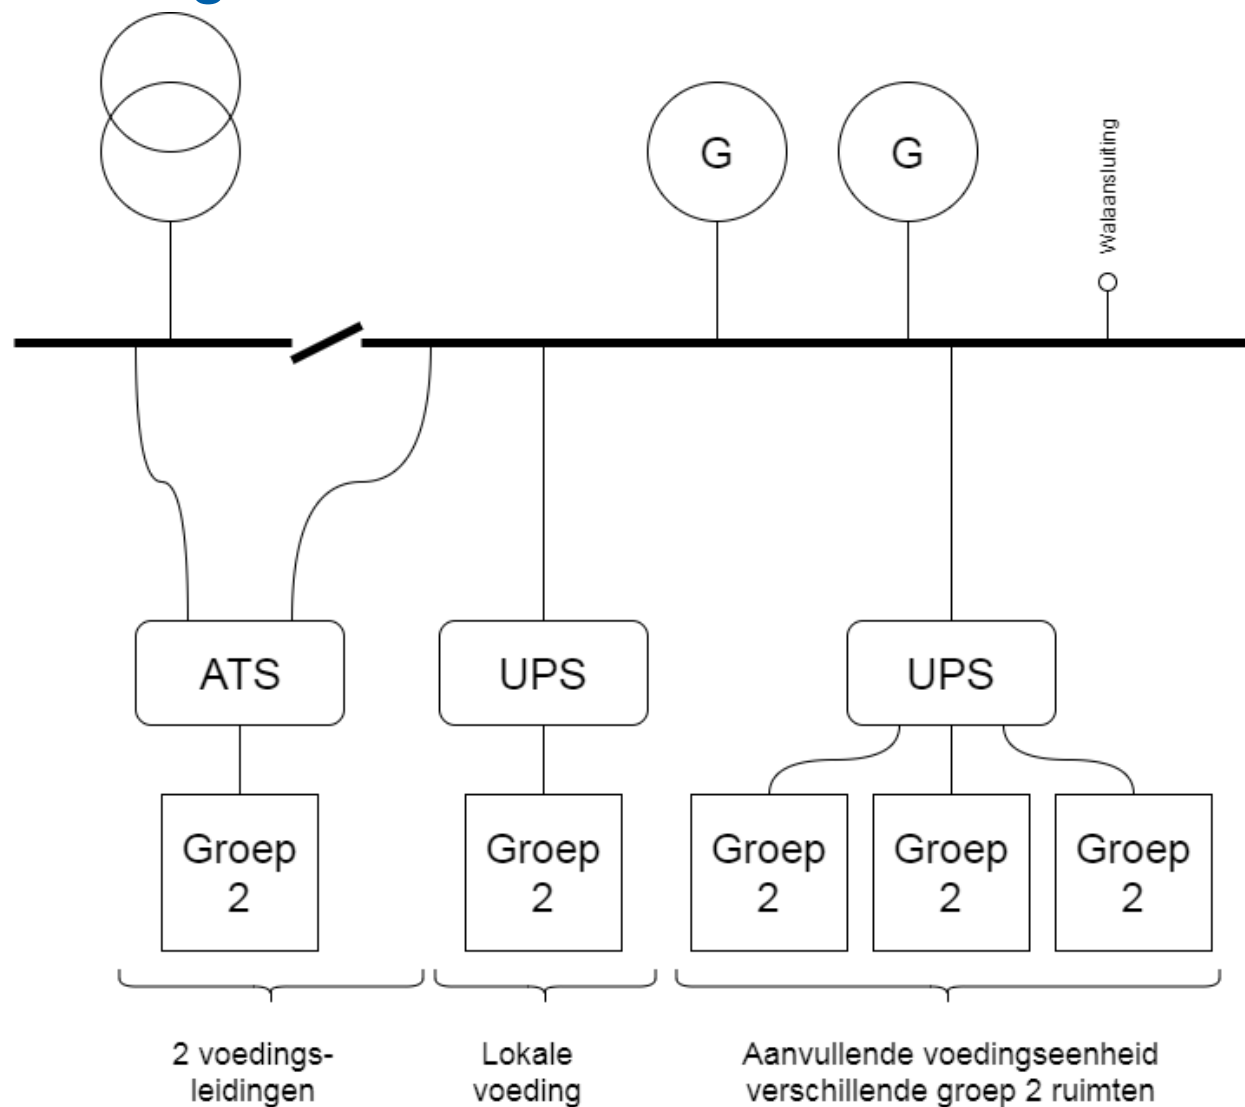 G
G
Walaansluiting
ATS
UPS
UPS
Groep
2
Groep
2
Groep
2
Groep
2
Groep
2
2 voedings-
leidingen
Lokale
voeding
Aanvullende voedingseenheid
verschillende groep 2 ruimten